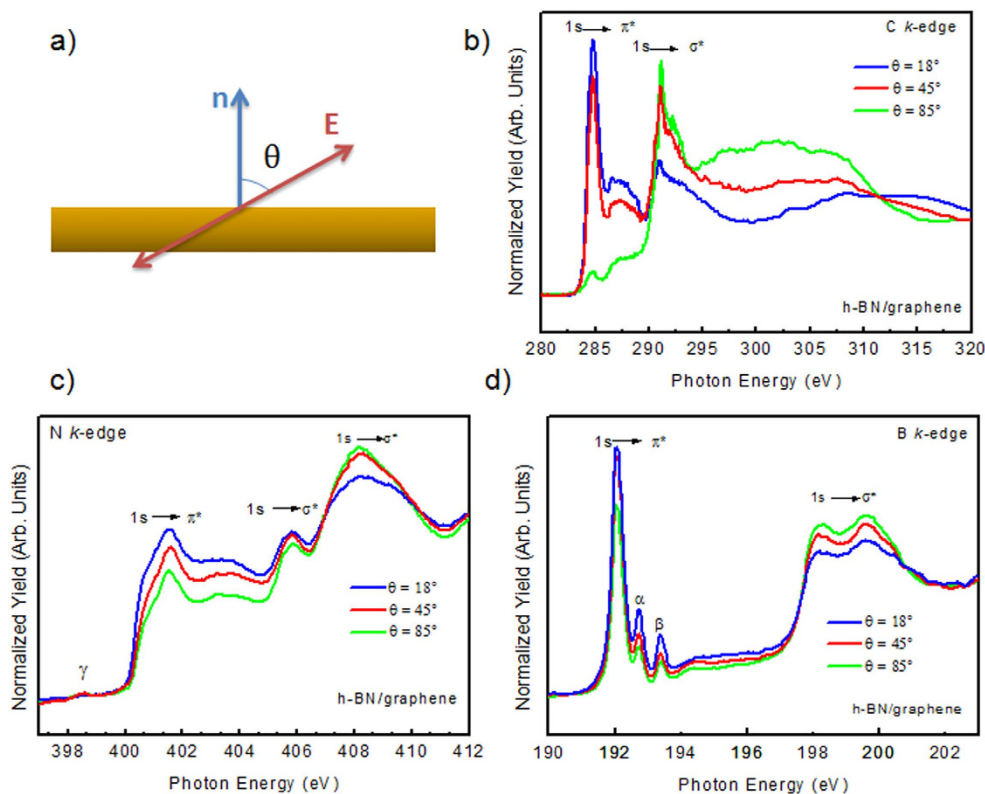 a)
n
E
θ
b)
1s → π*
1s → σ*
C k-edge
θ = 18°
θ = 45°
θ = 85°
h-BN/graphene
Normalized Yield (Arb. Units)
280 285 290 295 300 305 310 315 320
Photon Energy (eV)
c)
N k-edge
1s → σ*
1s → σ*
1s → π*
θ = 18°
θ = 45°
θ = 85°
γ
h-BN/graphene
Normalized Yield (Arb. Units)
398 400 402 404 406 408 410 412
Photon Energy (eV)
d)
1s → π*
B k-edge
1s → σ*
α
β
θ = 18°
θ = 45°
θ = 85°
h-BN/graphene
Normalized Yield (Arb. Units)
190 192 194 196 198 200 202
Photon Energy (eV)